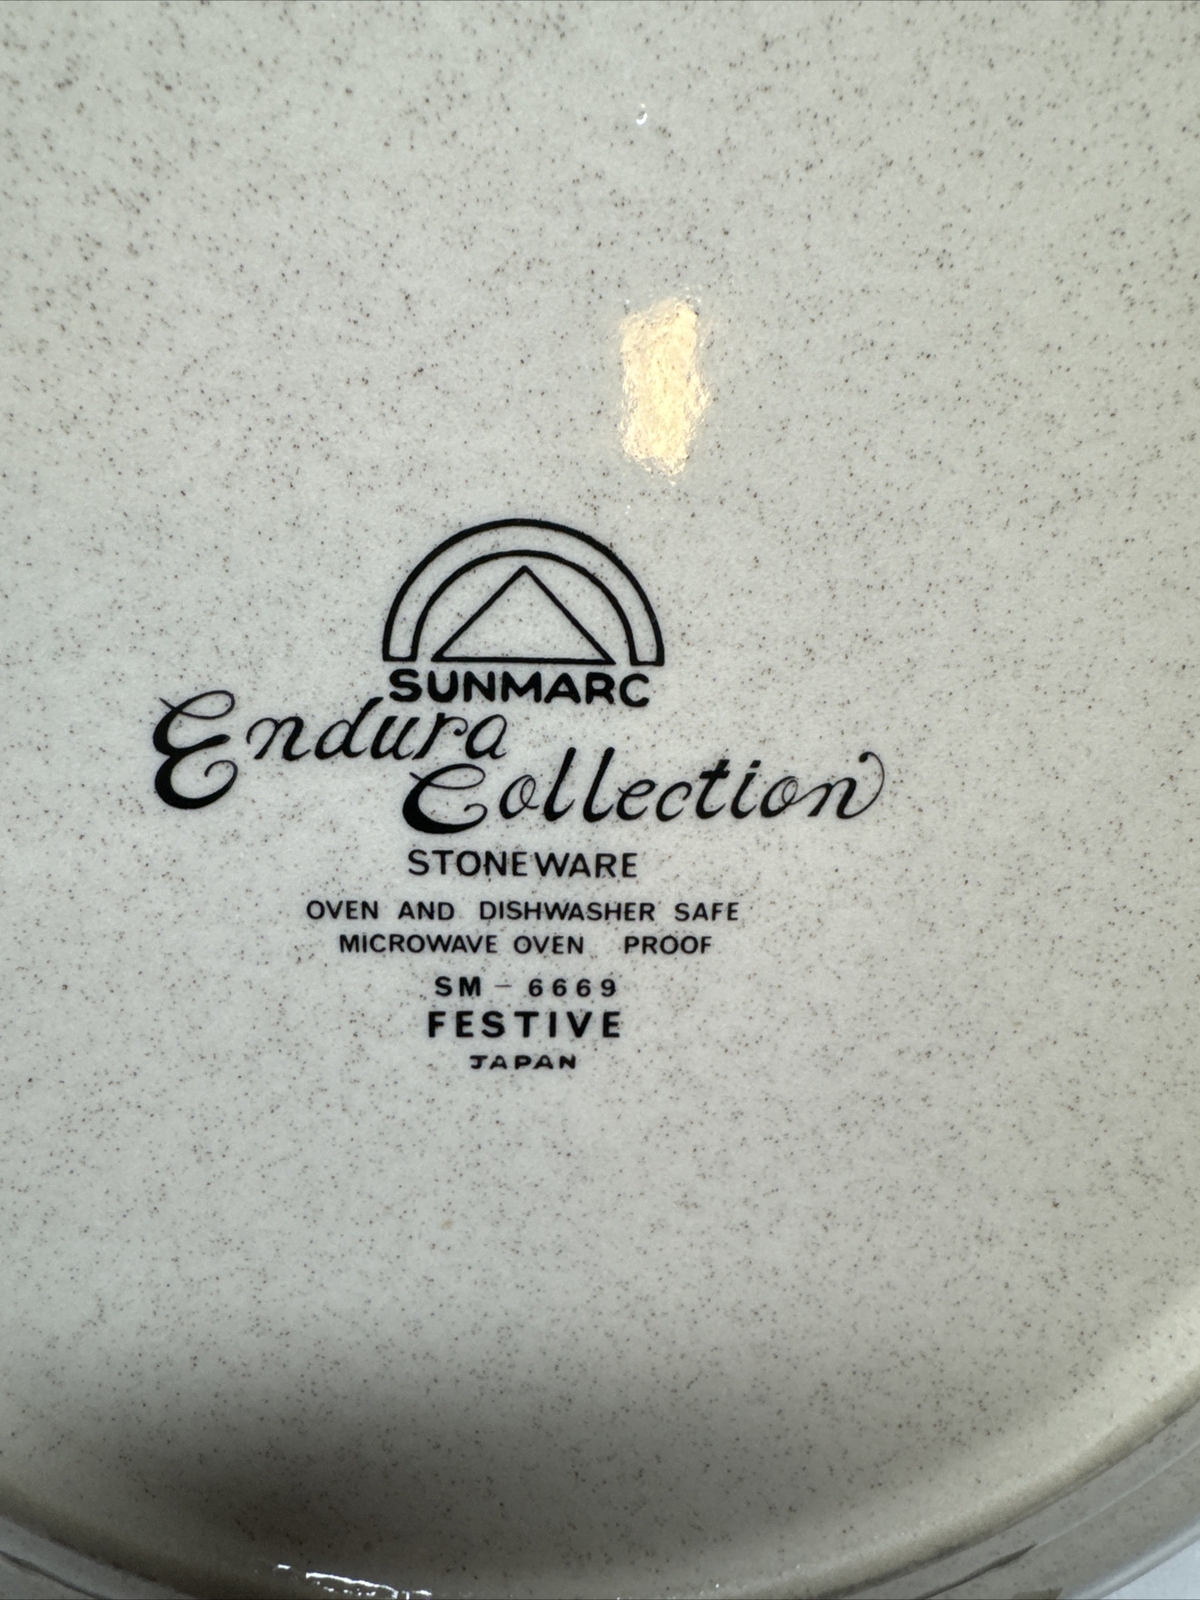 SUNMARC
Endura
Collection
STONEWARE
OVEN AND DISHWASHER SAFE
MICROWAVE OVEN PROOF
SM - 6669
FESTIVE
JAPAN